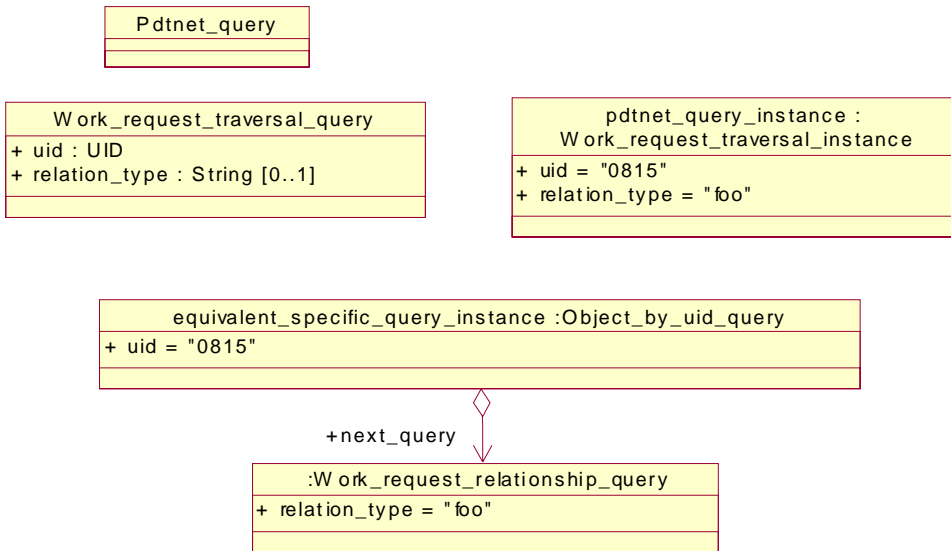 Pdtnet_query
Work_request_traversal_query
+ uid : UID
+ relation_type : String [0..1]
pdtnet_query_instance :
Work_request_traversal_instance
+ uid = "0815"
+ relation_type = "foo"
equivalent_specific_query_instance :Object_by_uid_query
+ uid = "0815"
+next_query
:Work_request_relationship_query
+ relation_type = "foo"